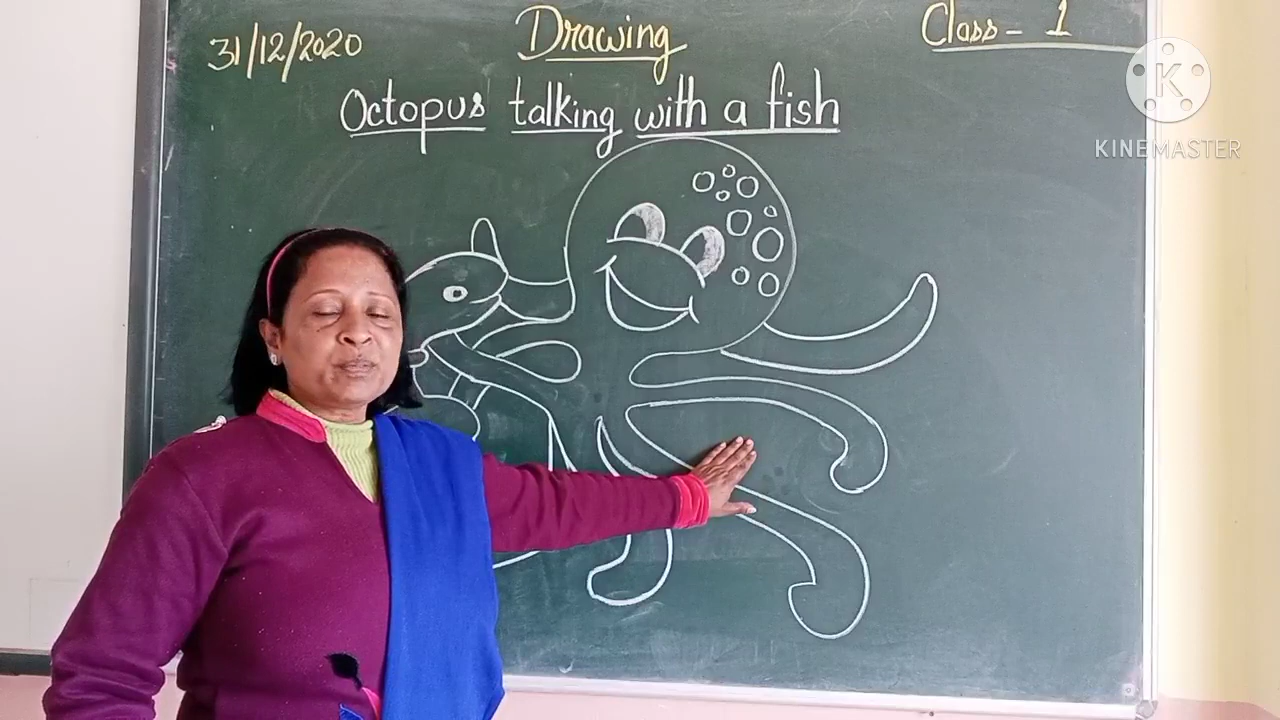 31/12/2020 Drawing Class - 1
Octopus talking with a fish
K
KINEMASTER